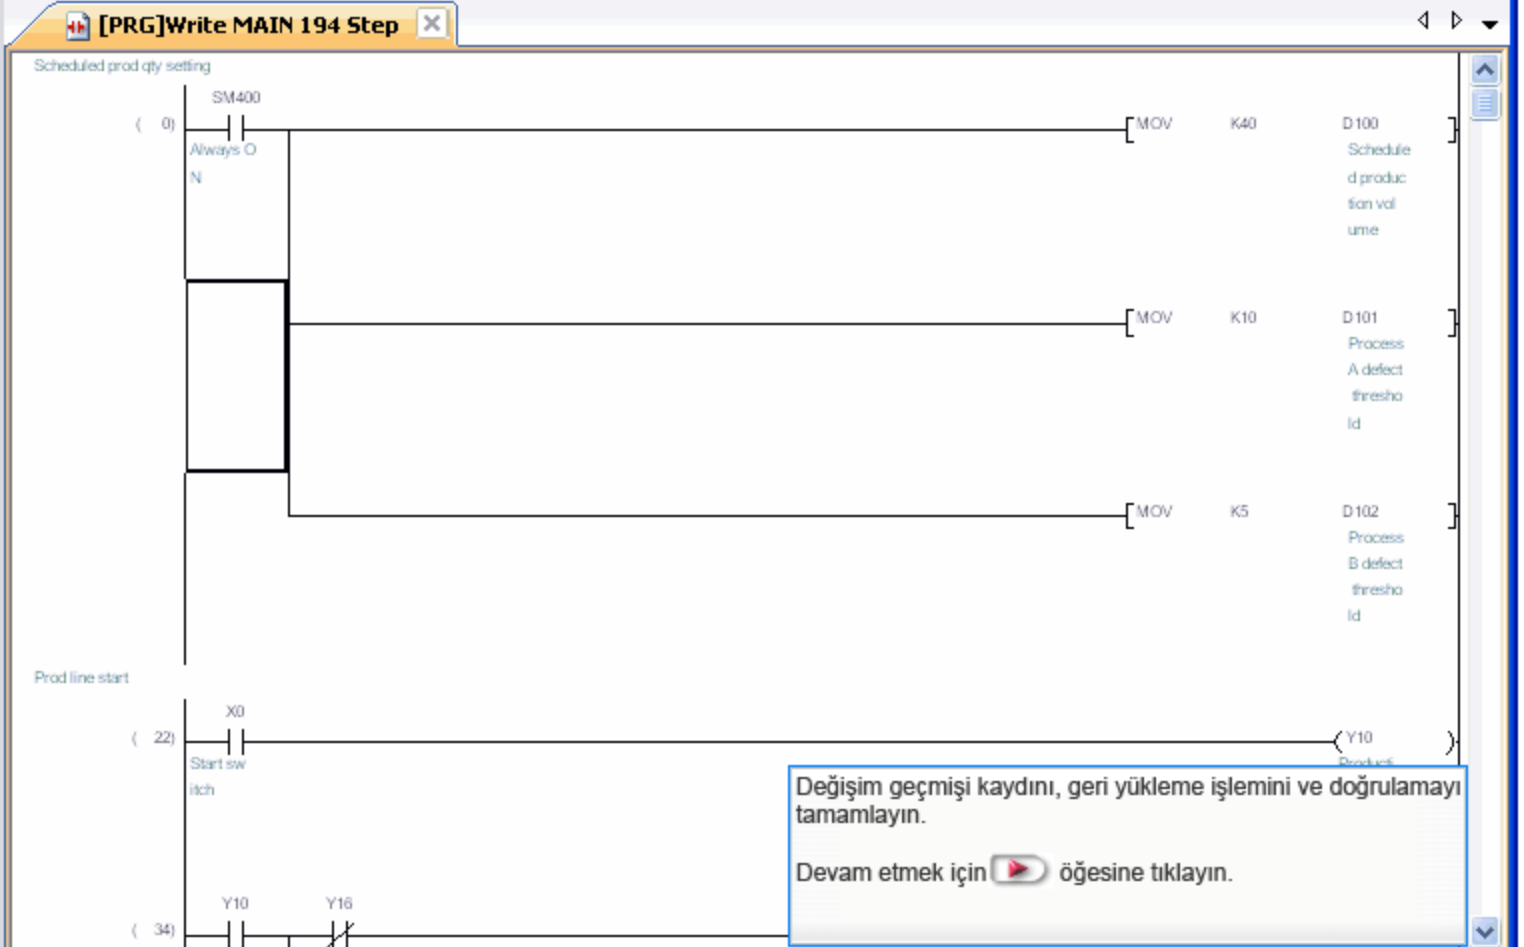 [PRG]Write MAIN 194 Step
Scheduled prod qty setting
SM400
( 0)
MOV K40 D100
Always O
N
Schedule
d produc
tion vol
ume
MOV K10 D101
Process
A defect
thresho
ld
MOV K5 D102
Process
B defect
thresho
ld
Prod line start
X0
( 22)
Y10
Start sw
itch
Producti
Değişim geçmişi kaydını, geri yükleme işlemini ve doğrulamayı
tamamlayın.
Devam etmek için öğesine tıklayın.
Y10 Y16
( 34)